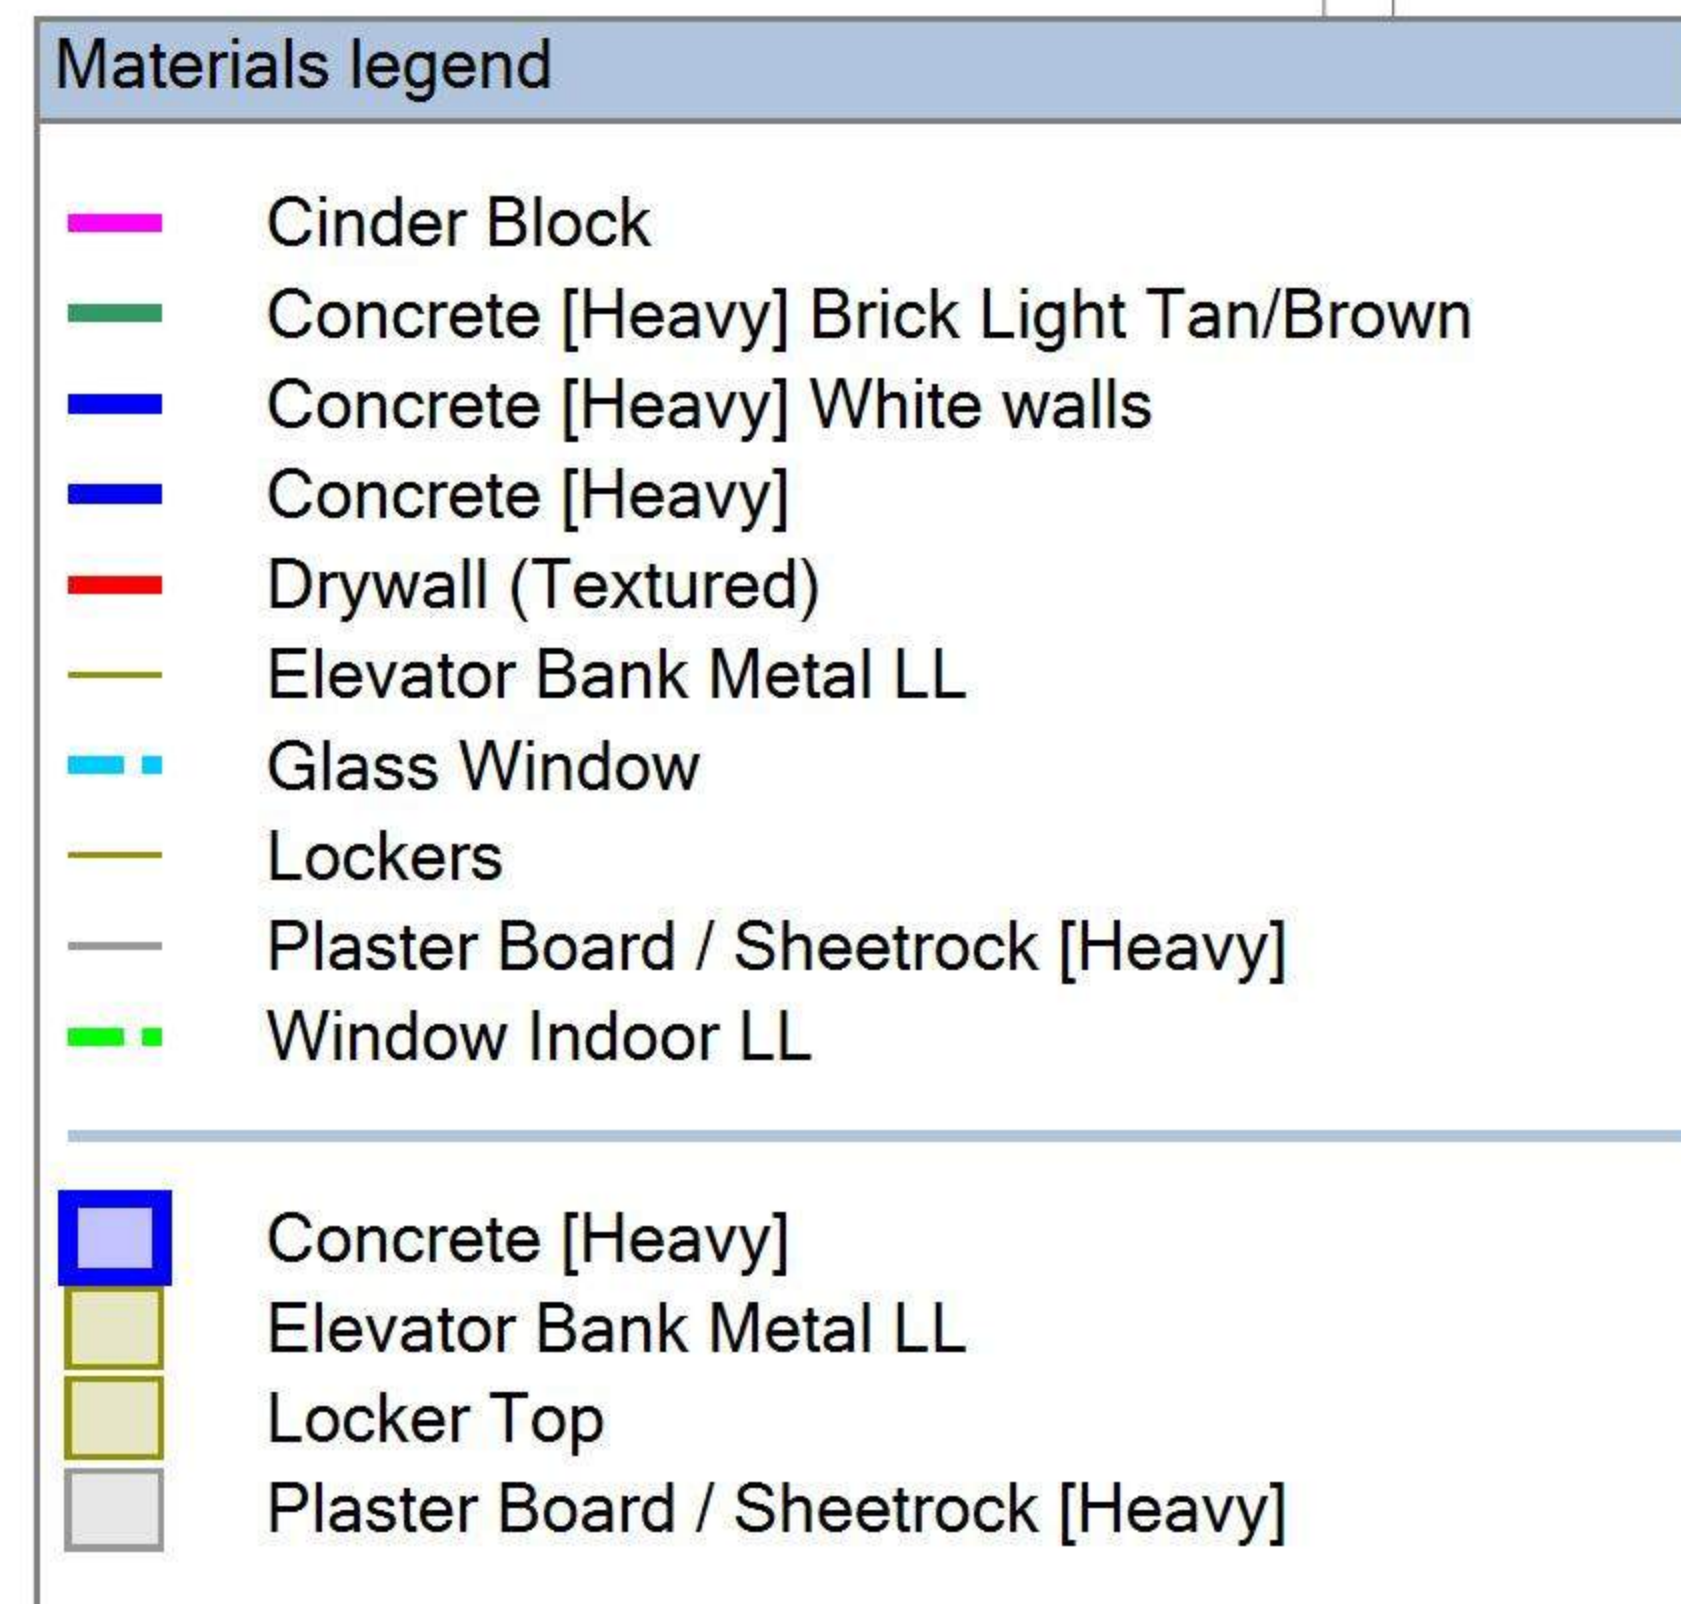 Materials legend
Cinder Block
Concrete [Heavy] Brick Light Tan/Brown
Concrete [Heavy] White walls
Concrete [Heavy]
Drywall (Textured)
Elevator Bank Metal LL
Glass Window
Lockers
Plaster Board / Sheetrock [Heavy]
Window Indoor LL
Concrete [Heavy]
Elevator Bank Metal LL
Locker Top
Plaster Board / Sheetrock [Heavy]